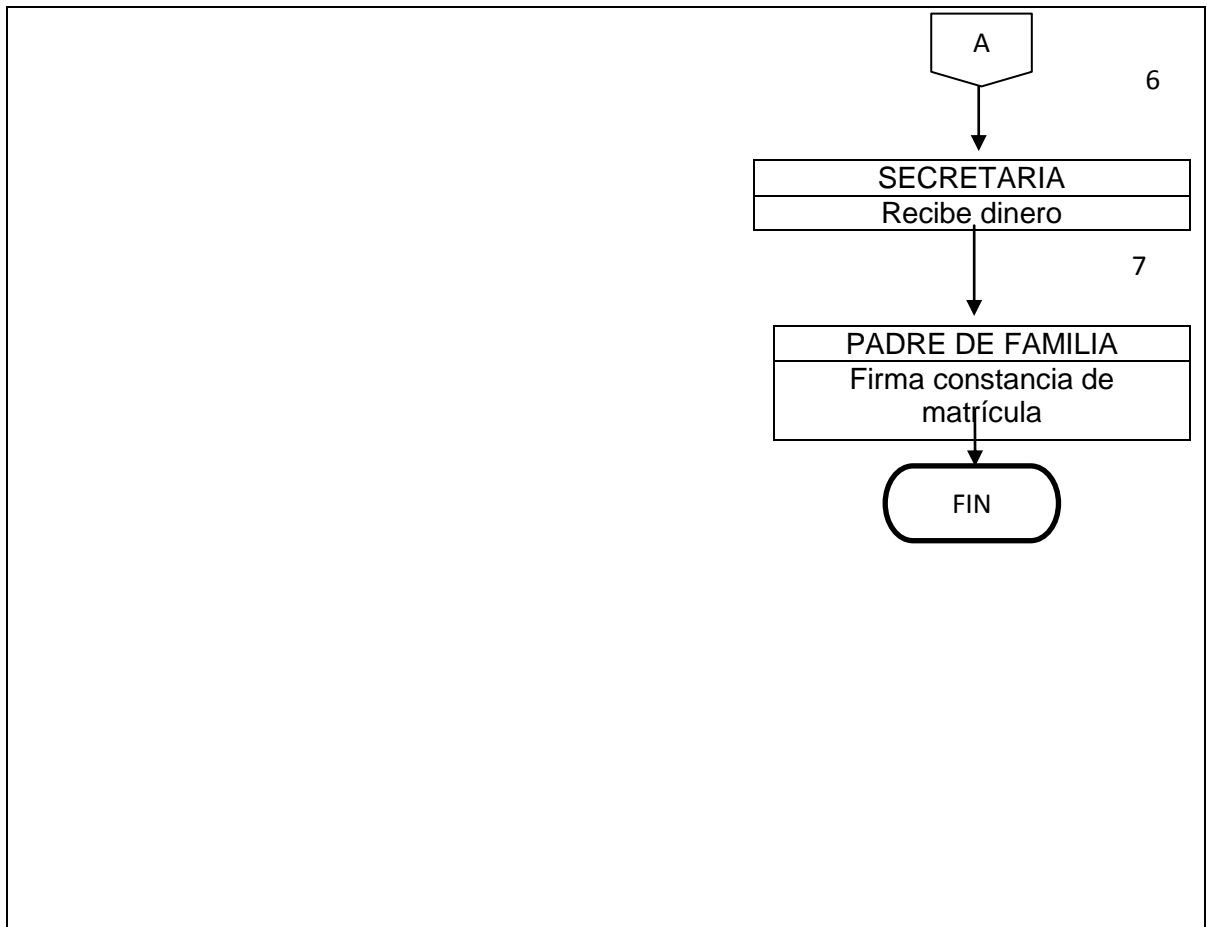 A
6
SECRETARIA
Recibe dinero
7
PADRE DE FAMILIA
Firma constancia de
matrícula
FIN